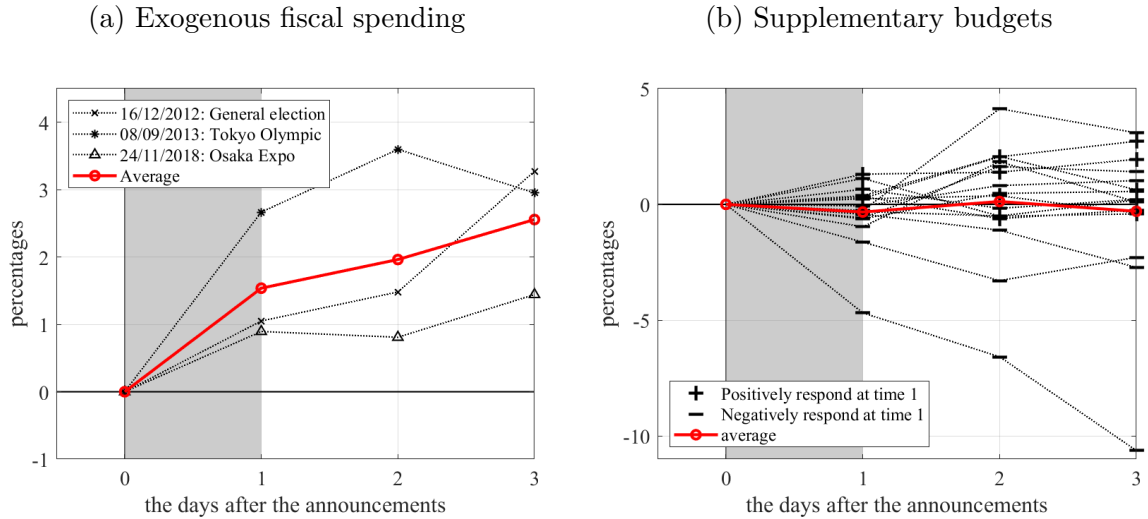 (a) Exogenous fiscal spending
16/12/2012: General election
08/09/2013: Tokyo Olympic
24/11/2018: Osaka Expo
Average
4
3
2
1
0
-1
percentages
0 1 2 3
the days after the announcements
(b) Supplementary budgets
5
0
-5
-10
percentages
Positively respond at time 1
Negatively respond at time 1
average
0 1 2 3
the days after the announcements